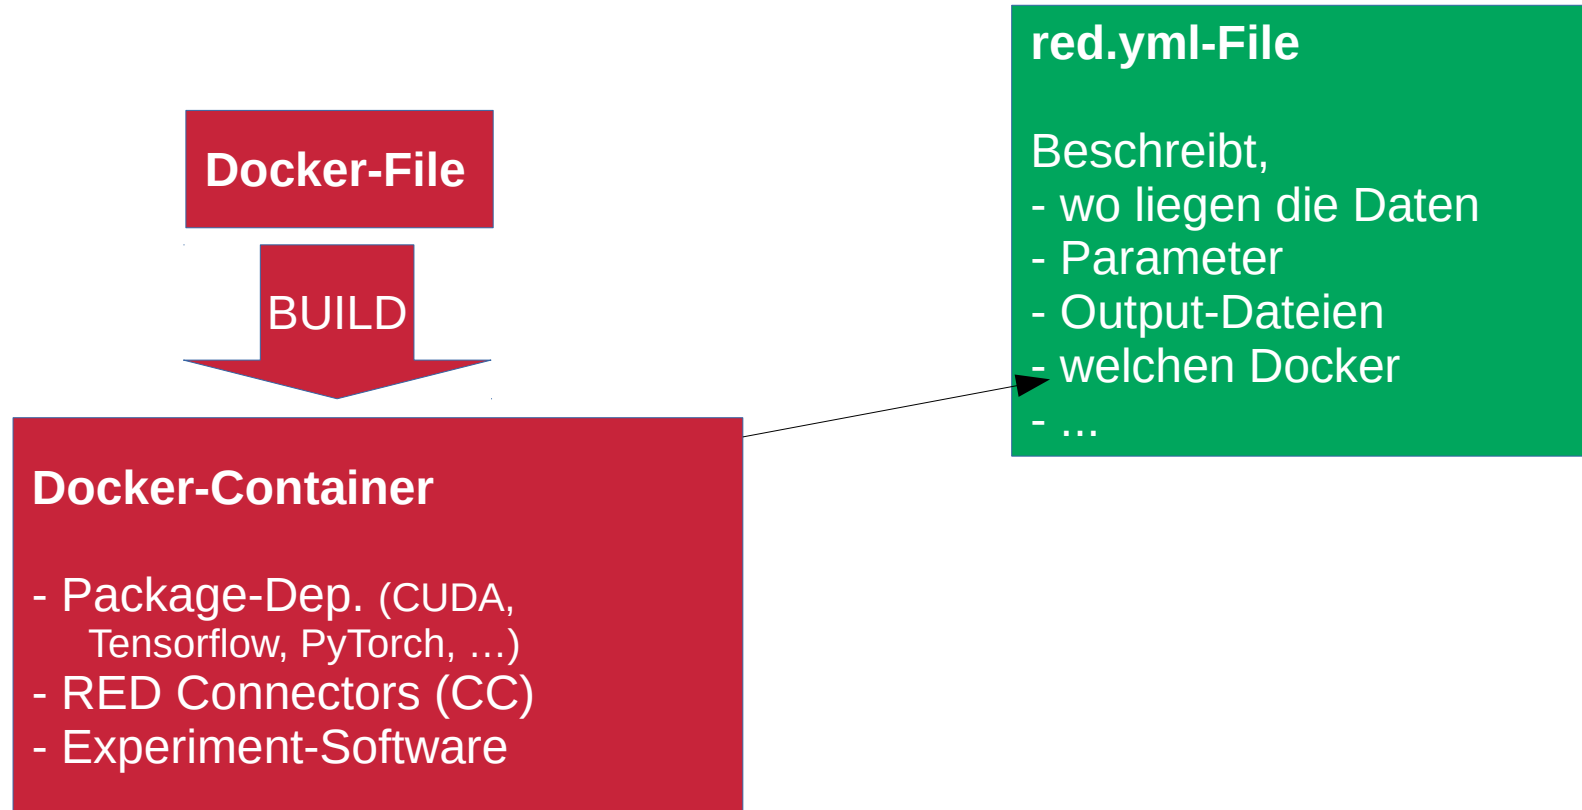 Docker-File
BUILD
Docker-Container
- Package-Dep. (CUDA,
Tensorflow, PyTorch, …)
- RED Connectors (CC)
- Experiment-Software
red.yml-File
Beschreibt,
- wo liegen die Daten
- Parameter
- Output-Dateien
- welchen Docker
- ...